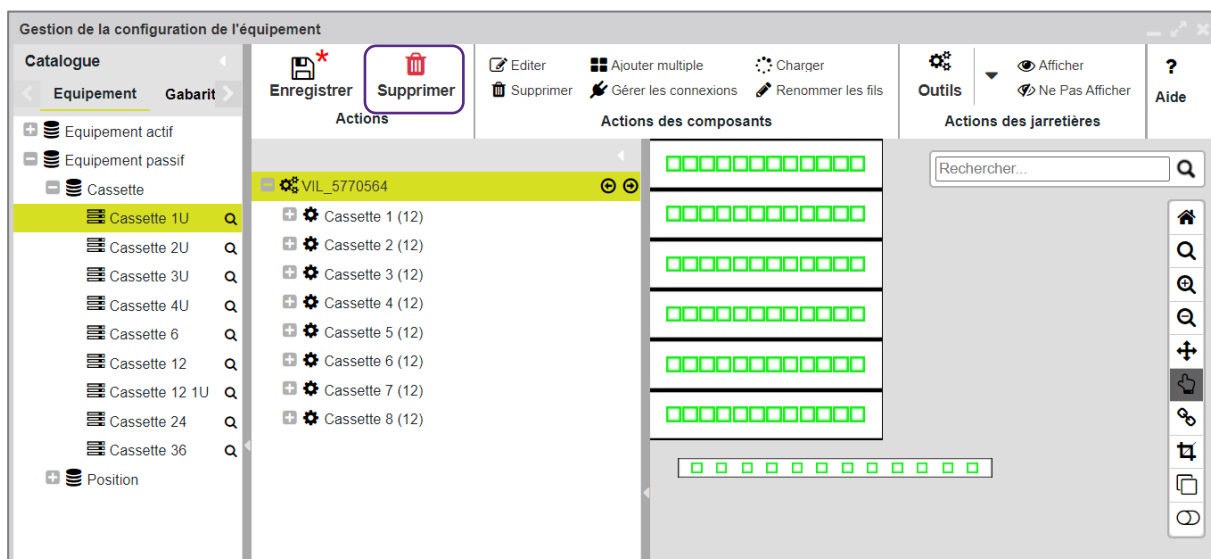 Gestion de la configuration de l'équipement
Catalogue
Equipement Gabarit
Equipement actif
Equipement passif
Cassette
Cassette 1U
Cassette 2U
Cassette 3U
Cassette 4U
Cassette 6
Cassette 12
Cassette 12 1U
Cassette 24
Cassette 36
Position
Enregistrer * Supprimer
Actions
Editer Ajouter multiple Charger
Supprimer Gérer les connexions Renommer les fils
Actions des composants
Outils Afficher
Ne Pas Afficher
Actions des jarretières
? Aide
VIL_5770564
Cassette 1 (12)
Cassette 2 (12)
Cassette 3 (12)
Cassette 4 (12)
Cassette 5 (12)
Cassette 6 (12)
Cassette 7 (12)
Cassette 8 (12)
Rechercher...